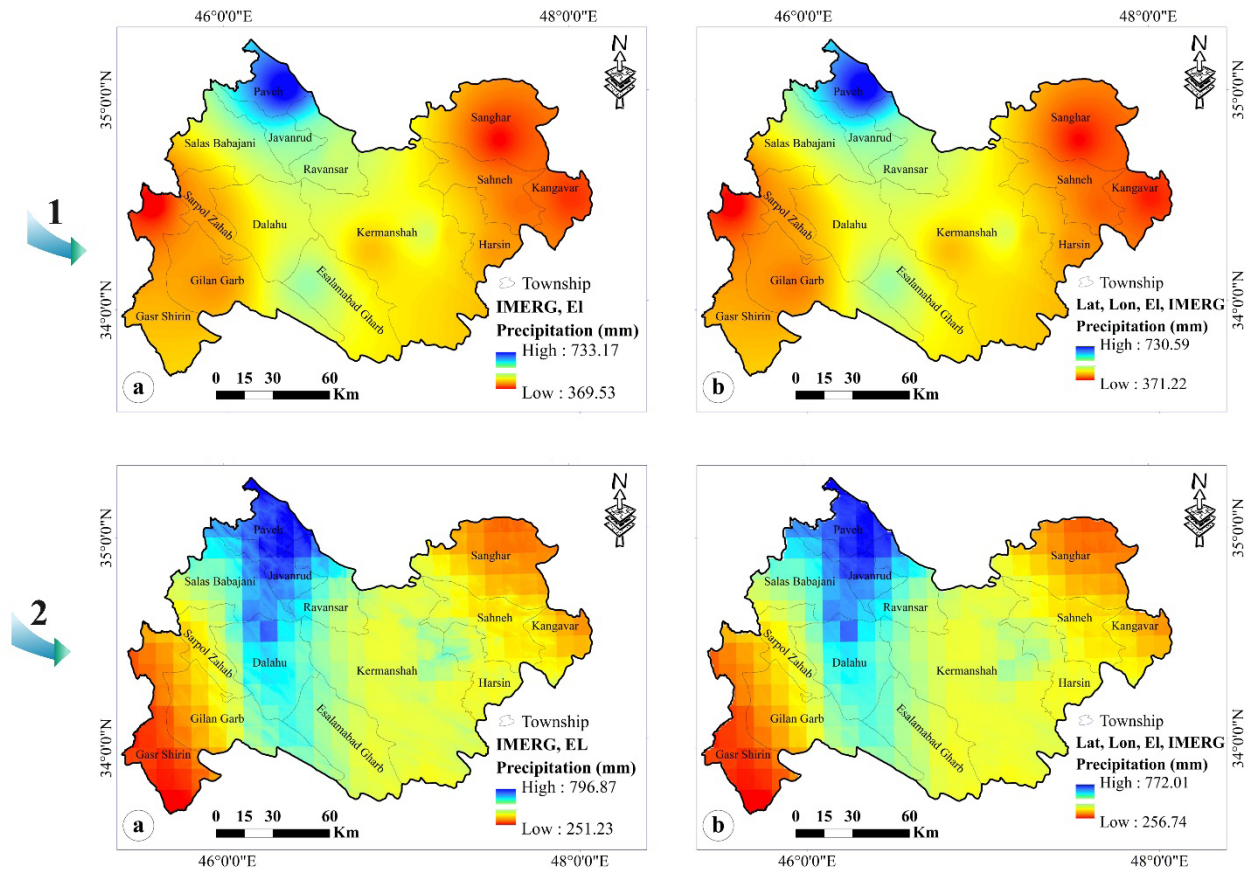 1
46°0'0"E
48°0'0"E
35°0'0"N
34°0'0"N
N
Paveh
Sanghar
Javanrud
Salas Babajani
Ravansar
Sahneh
Kangavar
Sarpol Zahab
Dalahu
Kermanshah
Harsin
Gilan Garb
Esalamabad Gharb
Gasr Shirin
Township
IMERG, El
Precipitation (mm)
High : 733.17
Low : 369.53
a
0 15 30 60
Km
46°0'0"E
48°0'0"E
35°0'0"N
34°0'0"N
N
Paveh
Sanghar
Javanrud
Salas Babajani
Ravansar
Sahneh
Kangavar
Sarpol Zahab
Dalahu
Kermanshah
Harsin
Gilan Garb
Esalamabad Gharb
Gasr Shirin
Township
Lat, Lon, El, IMERG
Precipitation (mm)
High : 730.59
Low : 371.22
b
0 15 30 60
Km
2
35°0'0"N
34°0'0"N
N
Paveh
Sanghar
Javanrud
Salas Babajani
Ravansar
Sahneh
Kangavar
Sarpol Zahab
Dalahu
Kermanshah
Harsin
Gilan Garb
Esalamabad Gharb
Gasr Shirin
Township
IMERG, EL
Precipitation (mm)
High : 796.87
Low : 251.23
a
0 15 30 60
Km
46°0'0"E
48°0'0"E
N
35°0'0"N
34°0'0"N
Paveh
Sanghar
Javanrud
Salas Babajani
Ravansar
Sahneh
Kangavar
Sarpol Zahab
Dalahu
Kermanshah
Harsin
Gilan Garb
Esalamabad Gharb
Gasr Shirin
Township
Lat, Lon, El, IMERG
Precipitation (mm)
High : 772.01
Low : 256.74
b
0 15 30 60
Km
46°0'0"E
48°0'0"E